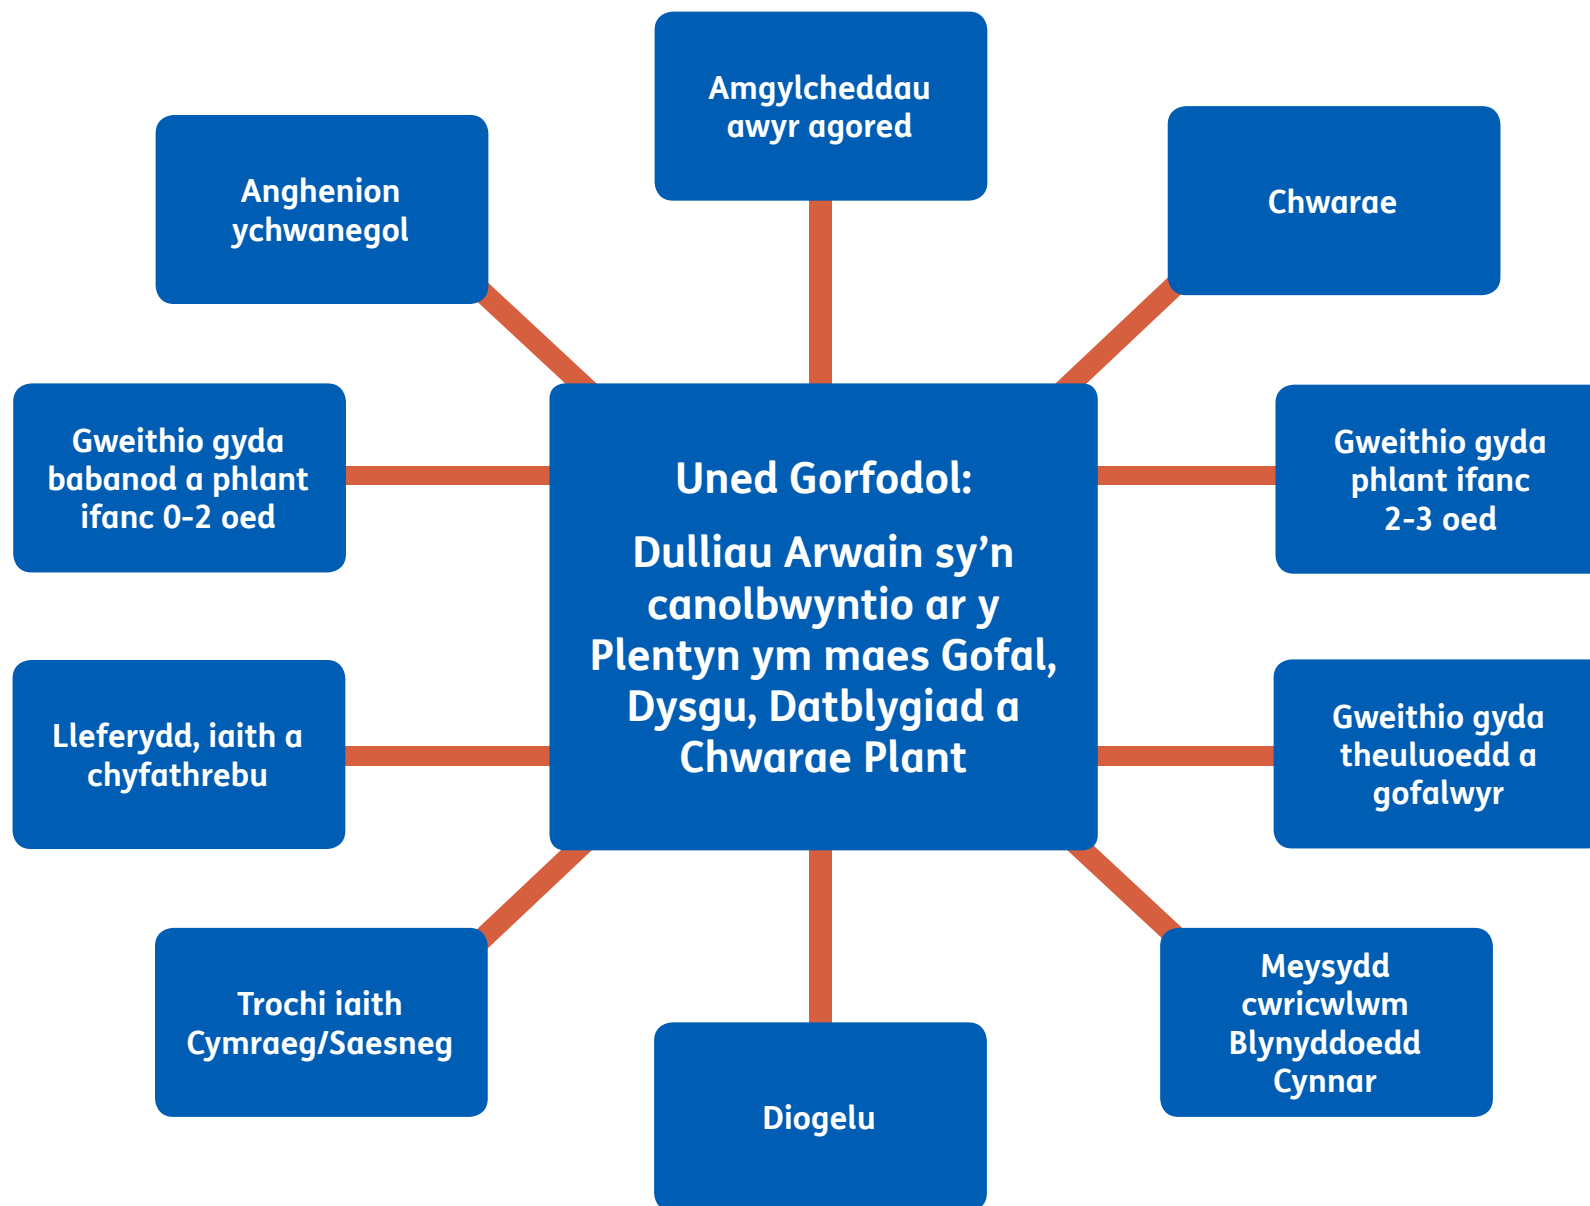 Amgylcheddau
awyr agored
Anghenion
ychwanegol
Chwarae
Gweithio gyda
babanod a phlant
ifanc 0-2 oed
Uned Gorfodol:
Dulliau Arwain sy’n
canolbwyntio ar y
Plentyn ym maes Gofal,
Dysgu, Datblygiad a
Chwarae Plant
Gweithio gyda
phlant ifanc
2-3 oed
Lleferydd, iaith a
chyfathrebu
Gweithio gyda
theuluoedd a
gofalwyr
Trochi iaith
Cymraeg/Saesneg
Diogelu
Meysydd
cwricwlwm
Blynyddoedd
Cynnar